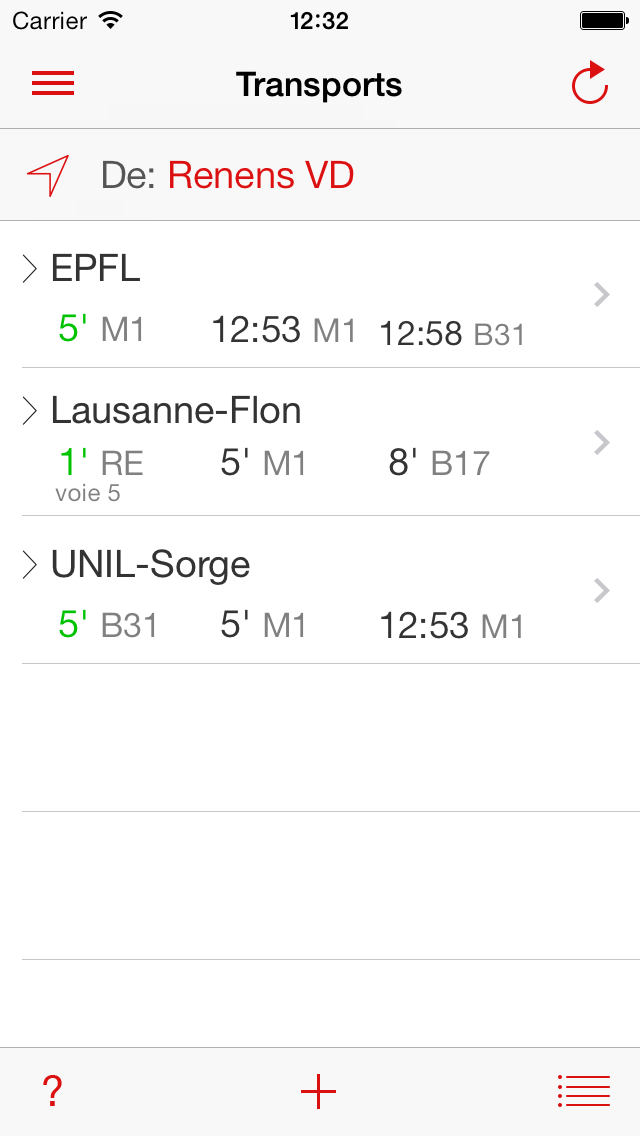 Carrier 12:32
Transports
De: Renens VD
EPFL
5' M1 12:53 M1 12:58 B31
Lausanne-Flon
1' RE 5' M1 8' B17
voie 5
UNIL-Sorge
5' B31 5' M1 12:53 M1
?